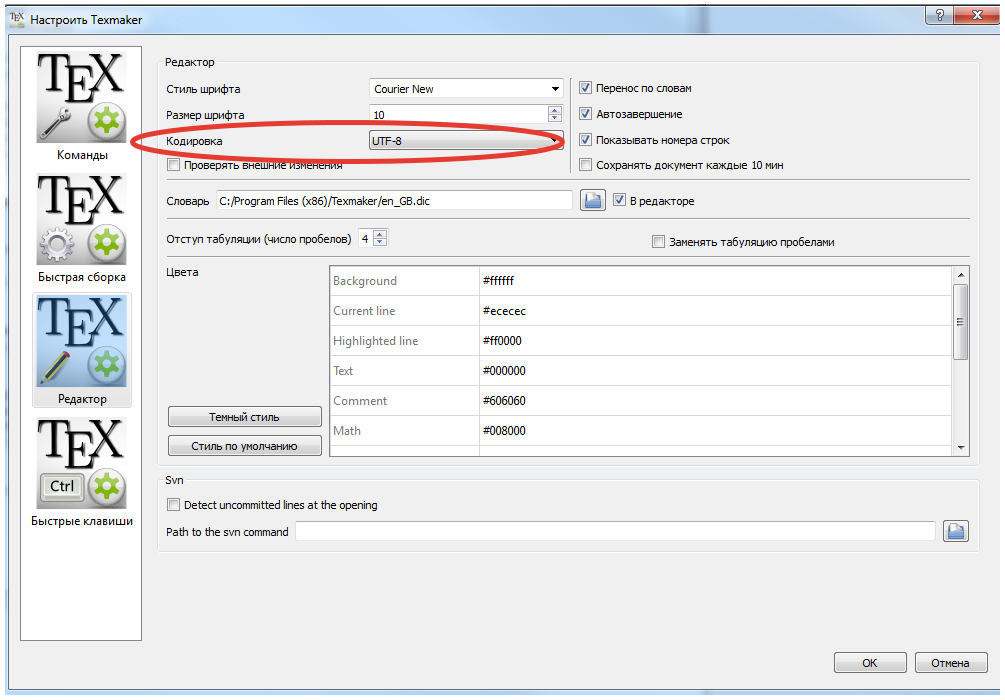 TEX Настроить Texmaker
? X
TEX
Команды
TEX
Быстрая сборка
TEX
Редактор
TEX
Ctrl
Быстрые клавиши
Редактор
Стиль шрифта Courier New
Размер шрифта 10
Кодировка UTF-8
Проверять внешние изменения
Перенос по словам
Автозавершение
Показывать номера строк
Сохранять документ каждые 10 мин
Словарь C:/Program Files (x86)/Texmaker/en_GB.dic В редакторе
Отступ табуляции (число пробелов) 4 Заменять табуляцию пробелами
Цвета
Background #ffffff
Current line #ececec
Highlighted line #ff0000
Text #000000
Comment #606060
Math #008000
Темный стиль
Стиль по умолчанию
Svn
Detect uncommitted lines at the opening
Path to the svn command
OK Отмена